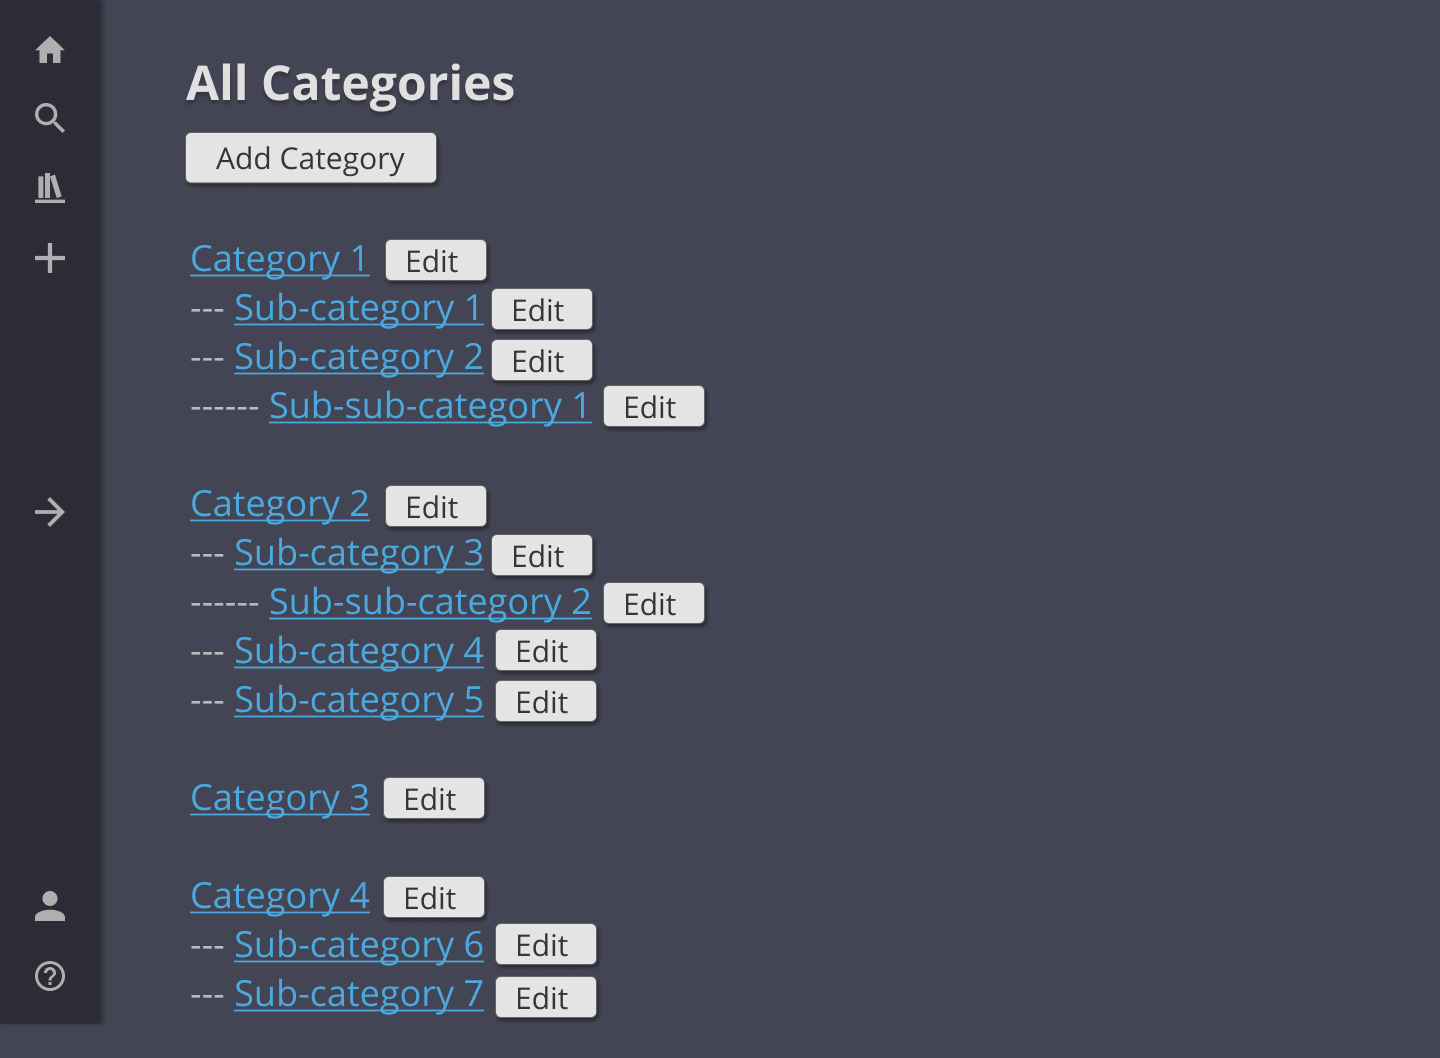 All Categories
Add Category
Category 1 Edit
--- Sub-category 1 Edit
--- Sub-category 2 Edit
------ Sub-sub-category 1 Edit
Category 2 Edit
--- Sub-category 3 Edit
------ Sub-sub-category 2 Edit
--- Sub-category 4 Edit
--- Sub-category 5 Edit
Category 3 Edit
Category 4 Edit
--- Sub-category 6 Edit
--- Sub-category 7 Edit